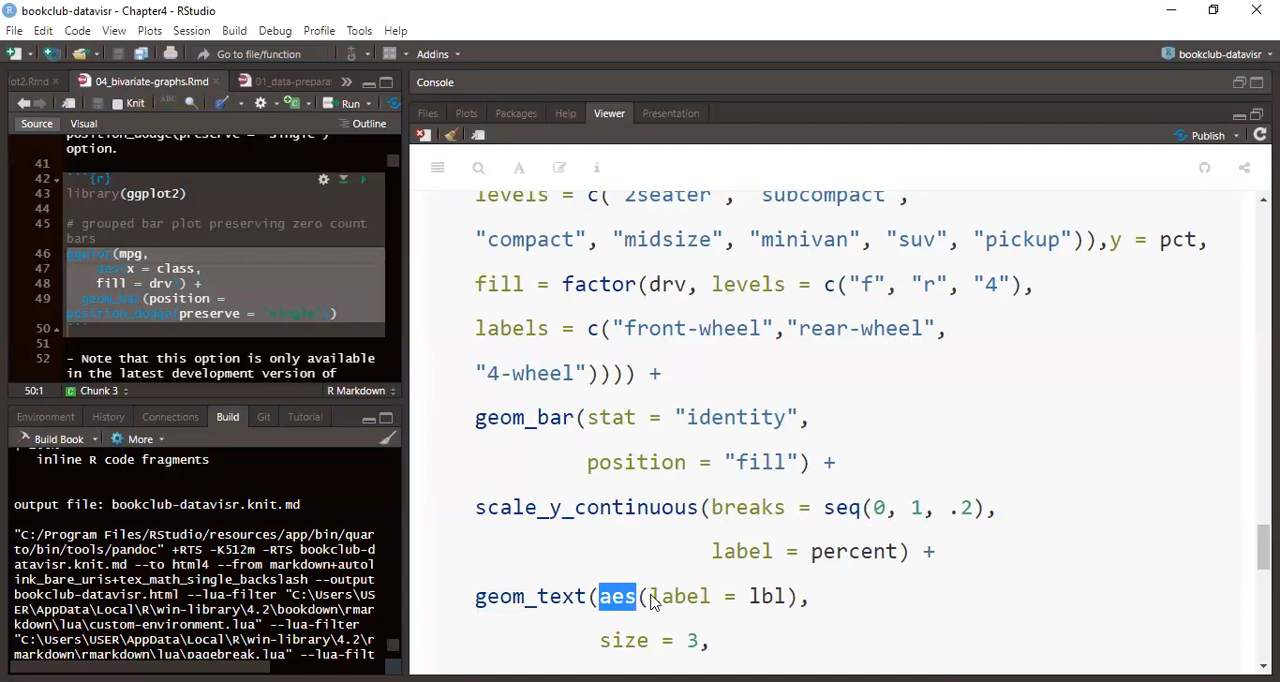 bookclub-datavisr - Chapter4 - RStudio
File Edit Code View Plots Session Build Debug Profile Tools Help
Go to file/function Addins bookclub-datavisr
lot2.Rmd 04_bivariate-graphs.Rmd 01_data-prepara
Knit ABC Run
Source Visual Outline
position_dodge(preserve = "single")
option.
41
42 ```{r}
43 library(ggplot2)
44
45 # grouped bar plot preserving zero count
bars
46 ggplot(mpg,
47 aes(x = class,
48 fill = drv)) +
49 geom_bar(position =
position_dodge(preserve = "single"))
50 ```
51
52 - Note that this option is only available
in the latest development version of
50:1 Chunk 3 R Markdown
Environment History Connections Build Git Tutorial
Build Book More
inline R code fragments
output file: bookclub-datavisr.knit.md
"C:/Program Files/RStudio/resources/app/bin/quar
to/bin/tools/pandoc" +RTS -K512m -RTS bookclub-d
atavisr.knit.md --to html4 --from markdown+autol
ink_bare_uris+tex_math_single_backslash --output
bookclub-datavisr.html --lua-filter "C:\Users\US
ER\AppData\Local\R\win-library\4.2\bookdown\rmar
kdown\lua\custom-environment.lua" --lua-filter
"C:\Users\USER\AppData\Local\R\win-library\4.2\r
markdown\rmarkdown\lua\pagebreak.lua" --lua-filt
Console
Files Plots Packages Help Viewer Presentation
Publish
levels = c("2seater", "subcompact",
"compact", "midsize", "minivan", "suv", "pickup")),y = pct,
fill = factor(drv, levels = c("f", "r", "4"),
labels = c("front-wheel","rear-wheel",
"4-wheel")))) +
geom_bar(stat = "identity",
position = "fill") +
scale_y_continuous(breaks = seq(0, 1, .2),
label = percent) +
geom_text(aes(label = lbl),
size = 3,